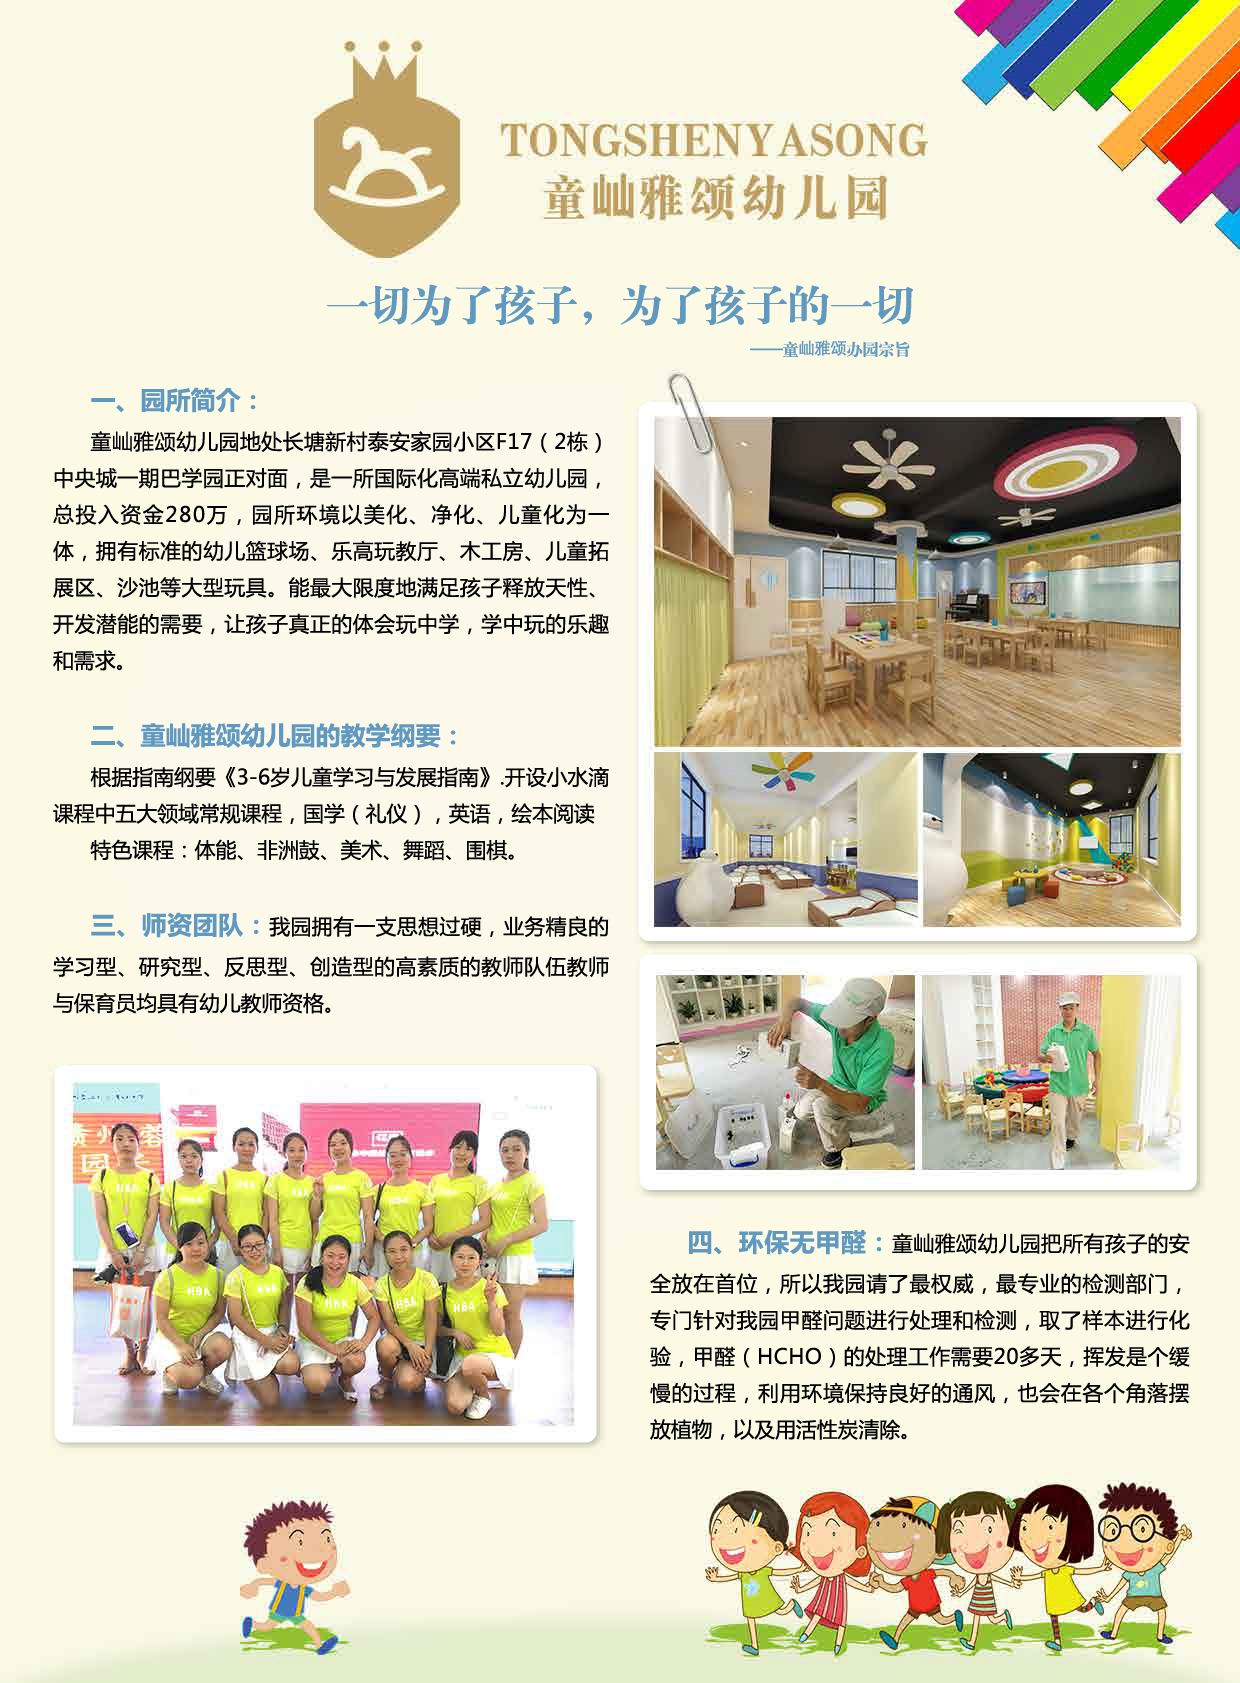 TONGSHENYASONG
童屾雅颂幼儿园
一切为了孩子，为了孩子的一切
——童屾雅颂办园宗旨
一、园所简介：
童屾雅颂幼儿园地处长塘新村泰安家园小区F17（2栋）
中央城一期巴学园正对面，是一所国际化高端私立幼儿园，
总投入资金280万，园所环境以美化、净化、儿童化为一
体，拥有标准的幼儿篮球场、乐高玩教厅、木工房、儿童拓
展区、沙池等大型玩具。能最大限度地满足孩子释放天性、
开发潜能的需要，让孩子真正的体会玩中学，学中玩的乐趣
和需求。
二、童屾雅颂幼儿园的教学纲要：
根据指南纲要《3-6岁儿童学习与发展指南》.开设小水滴
课程中五大领域常规课程，国学（礼仪），英语，绘本阅读
特色课程：体能、非洲鼓、美术、舞蹈、围棋。
三、师资团队：我园拥有一支思想过硬，业务精良的
学习型、研究型、反思型、创造型的高素质的教师队伍教师
与保育员均具有幼儿教师资格。
HBA
四、环保无甲醛：童屾雅颂幼儿园把所有孩子的安
全放在首位，所以我园请了最权威，最专业的检测部门，
专门针对我园甲醛问题进行处理和检测，取了样本进行化
验，甲醛（HCHO）的处理工作需要20多天，挥发是个缓
慢的过程，利用环境保持良好的通风，也会在各个角落摆
放植物，以及用活性炭清除。